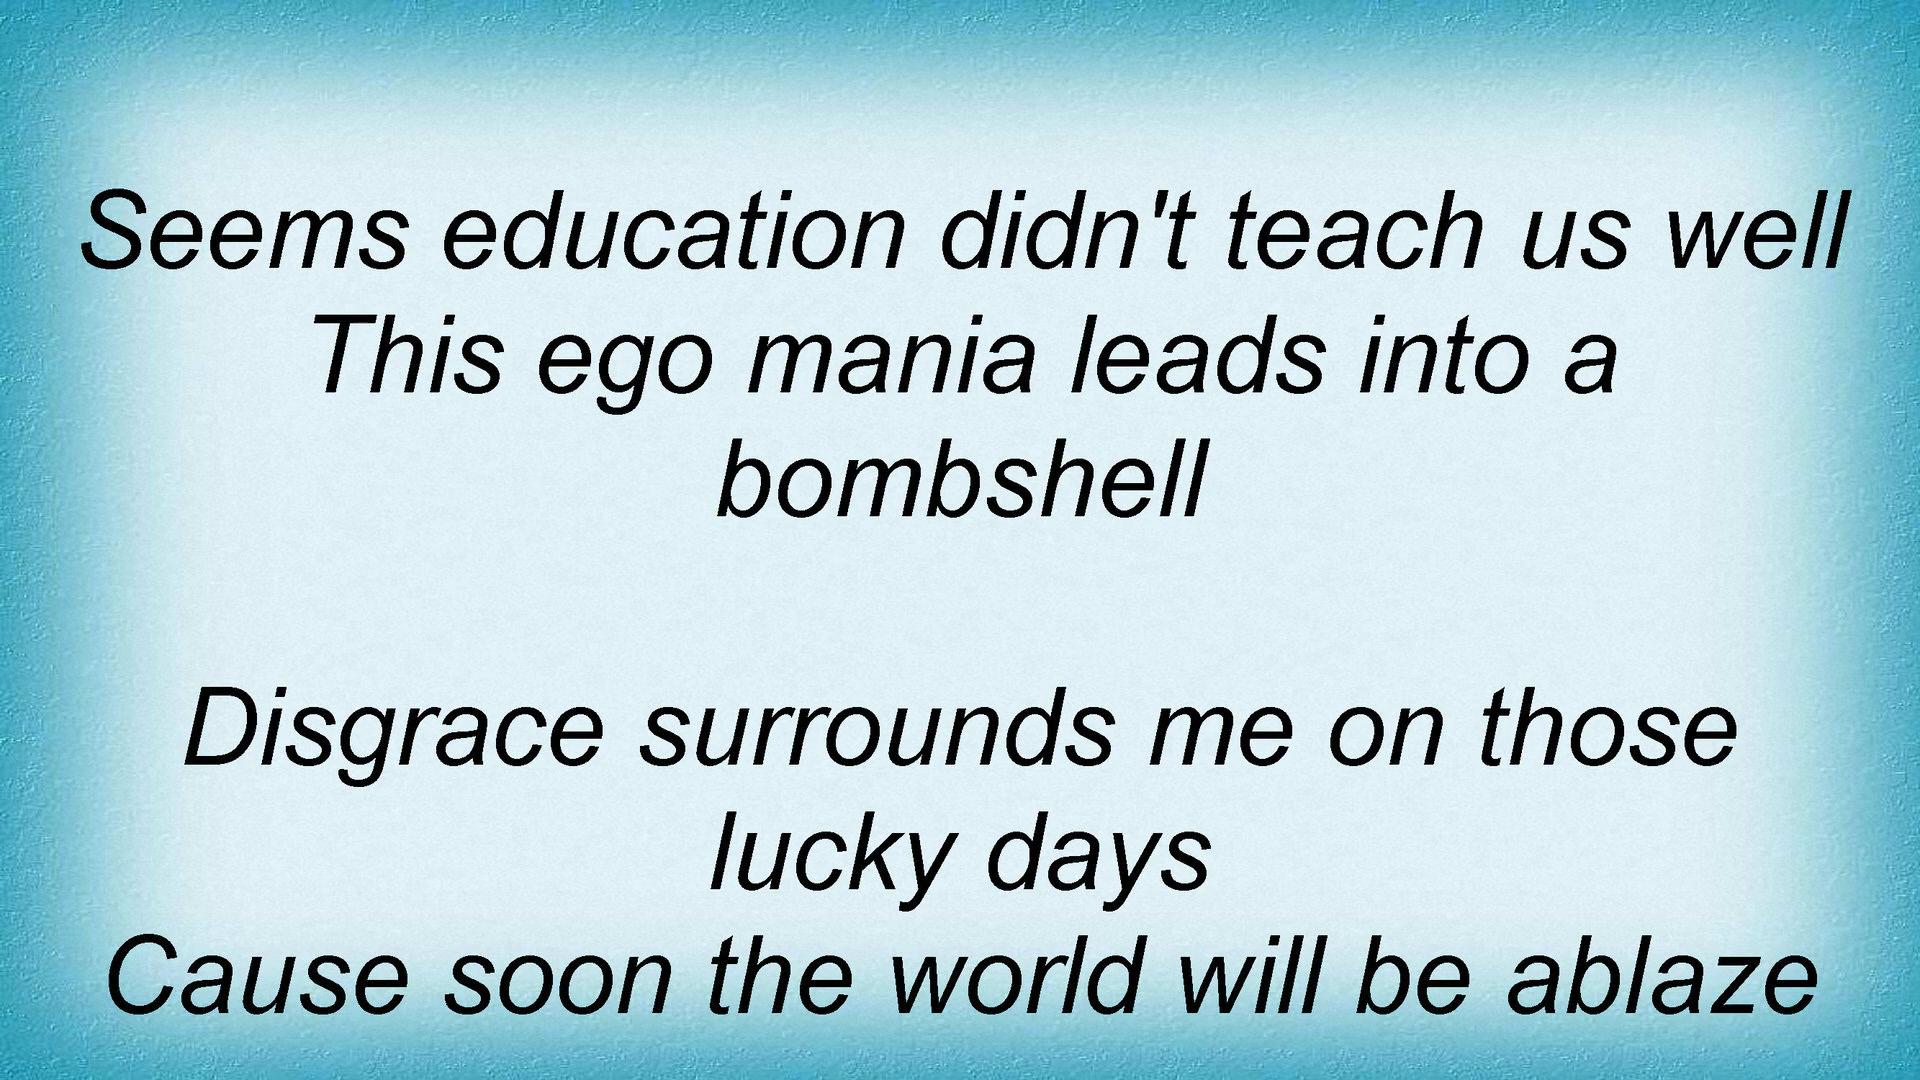 Seems education didn't teach us well
This ego mania leads into a
bombshell
Disgrace surrounds me on those
lucky days
Cause soon the world will be ablaze